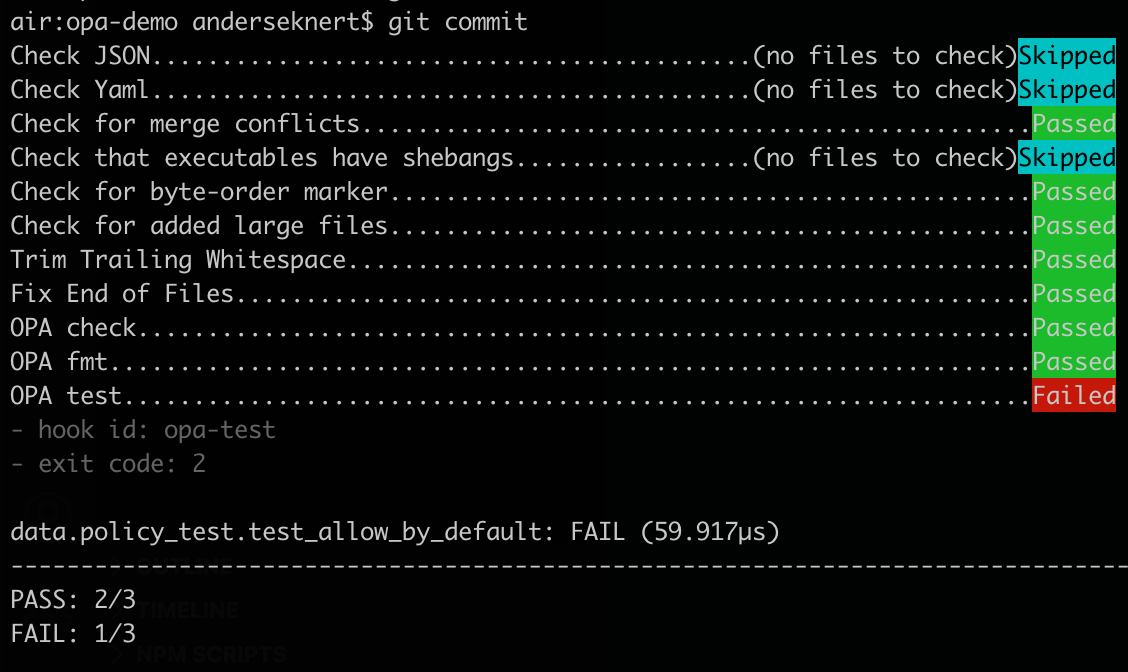 air:opa-demo anderseknert$ git commit
Check JSON...........................................(no files to check)Skipped
Check Yaml...........................................(no files to check)Skipped
Check for merge conflicts................................................Passed
Check that executables have shebangs.................(no files to check)Skipped
Check for byte-order marker..............................................Passed
Check for added large files..............................................Passed
Trim Trailing Whitespace.................................................Passed
Fix End of Files.........................................................Passed
OPA check................................................................Passed
OPA fmt..................................................................Passed
OPA test.................................................................Failed
- hook id: opa-test
- exit code: 2
data.policy_test.test_allow_by_default: FAIL (59.917µs)
OUTLINE
--------------------------------------------------------------------------------
PASS: 2/3
TIMELINE
FAIL: 1/3
NPM SCRIPTS